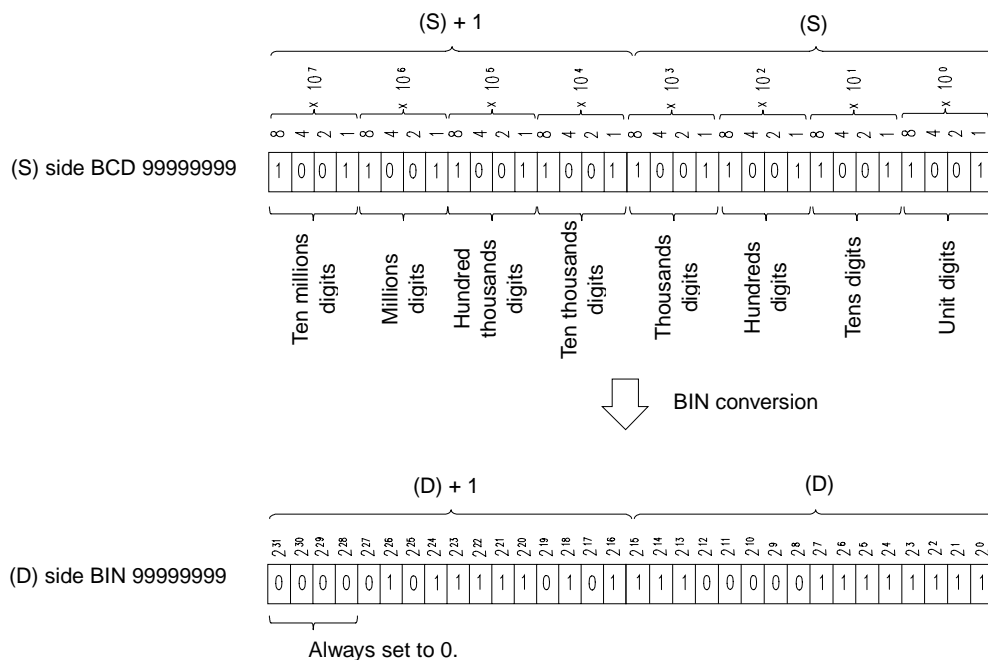 (S) + 1 (S)
x 10⁷ x 10⁶ x 10⁵ x 10⁴ x 10³ x 10² x 10¹ x 10⁰
8 4 2 1 8 4 2 1 8 4 2 1 8 4 2 1 8 4 2 1 8 4 2 1 8 4 2 1 8 4 2 1
(S) side BCD 99999999 1 0 0 1 1 0 0 1 1 0 0 1 1 0 0 1 1 0 0 1 1 0 0 1 1 0 0 1 1 0 0 1
Ten millions
digits
Millions
digits
Hundred
thousands
digits
Ten thousands
digits
Thousands
digits
Hundreds
digits
Tens digits
Unit digits
BIN conversion
(D) + 1 (D)
2³¹ 2³⁰ 2²⁹ 2²⁸ 2²⁷ 2²⁶ 2²⁵ 2²⁴ 2²³ 2²² 2²¹ 2²⁰ 2¹⁹ 2¹⁸ 2¹⁷ 2¹⁶ 2¹⁵ 2¹⁴ 2¹³ 2¹² 2¹¹ 2¹⁰ 2⁹ 2⁸ 2⁷ 2⁶ 2⁵ 2⁴ 2³ 2² 2¹ 2⁰
(D) side BIN 99999999 0 0 0 0 0 1 0 1 1 1 1 1 0 1 0 1 1 1 1 0 0 0 0 0 1 1 1 1 1 1 1 1
Always set to 0.